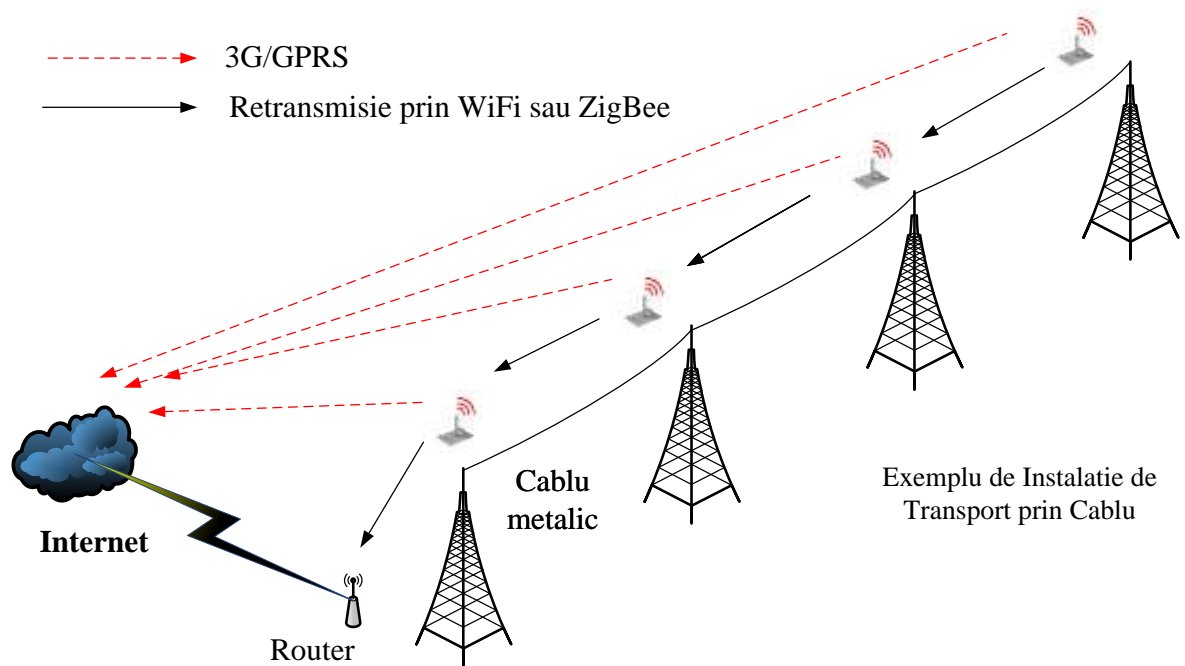 3G/GPRS
Retransmisie prin WiFi sau ZigBee
Cablu
metalic
Exemplu de Instalatie de
Transport prin Cablu
Internet
Router